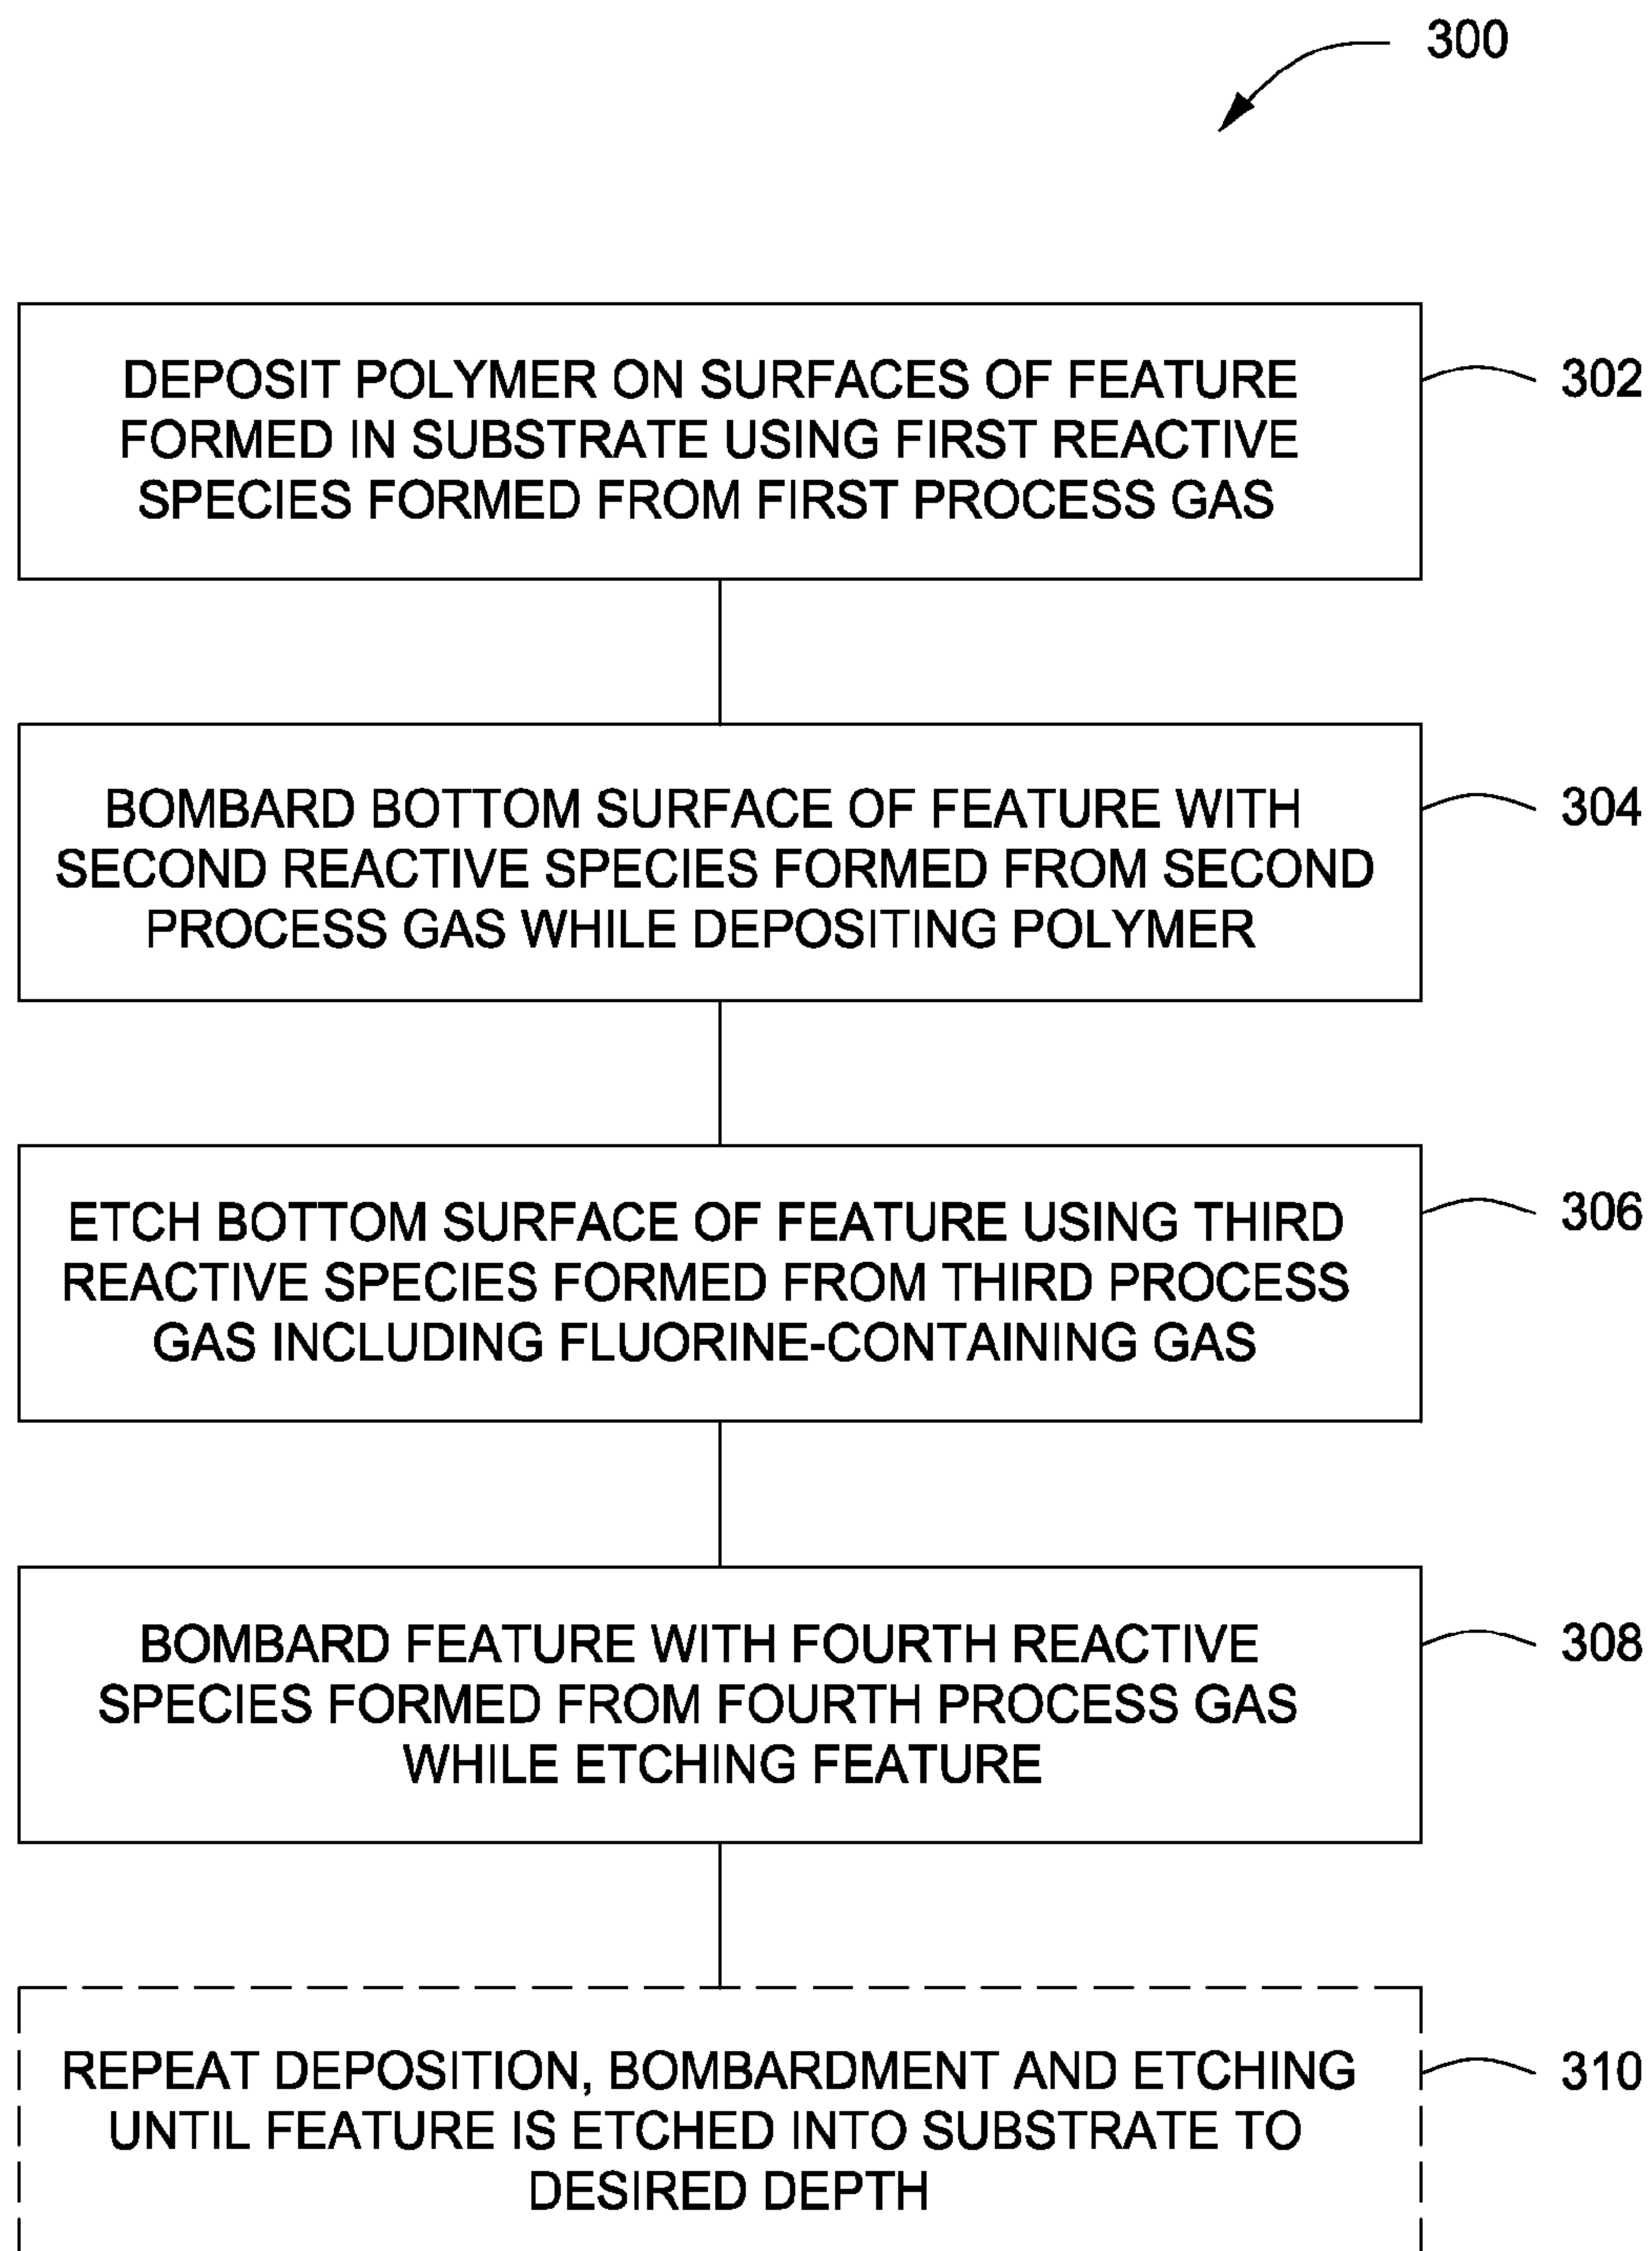 300
DEPOSIT POLYMER ON SURFACES OF FEATURE
FORMED IN SUBSTRATE USING FIRST REACTIVE
SPECIES FORMED FROM FIRST PROCESS GAS
302
BOMBARD BOTTOM SURFACE OF FEATURE WITH
SECOND REACTIVE SPECIES FORMED FROM SECOND
PROCESS GAS WHILE DEPOSITING POLYMER
304
ETCH BOTTOM SURFACE OF FEATURE USING THIRD
REACTIVE SPECIES FORMED FROM THIRD PROCESS
GAS INCLUDING FLUORINE-CONTAINING GAS
306
BOMBARD FEATURE WITH FOURTH REACTIVE
SPECIES FORMED FROM FOURTH PROCESS GAS
WHILE ETCHING FEATURE
308
REPEAT DEPOSITION, BOMBARDMENT AND ETCHING
UNTIL FEATURE IS ETCHED INTO SUBSTRATE TO
DESIRED DEPTH
310